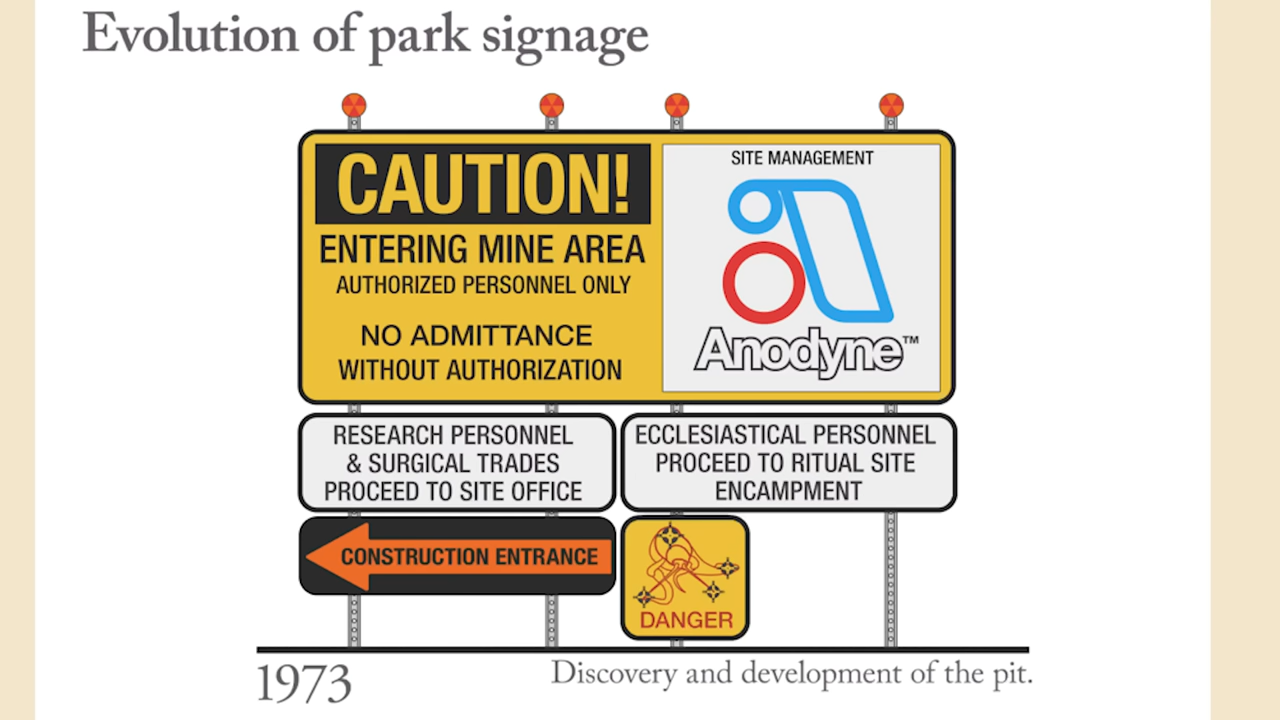 Evolution of park signage
CAUTION!
ENTERING MINE AREA
AUTHORIZED PERSONNEL ONLY
NO ADMITTANCE
WITHOUT AUTHORIZATION
SITE MANAGEMENT
Anodyne™
RESEARCH PERSONNEL
& SURGICAL TRADES
PROCEED TO SITE OFFICE
ECCLESIASTICAL PERSONNEL
PROCEED TO RITUAL SITE
ENCAMPMENT
CONSTRUCTION ENTRANCE
DANGER
1973
Discovery and development of the pit.